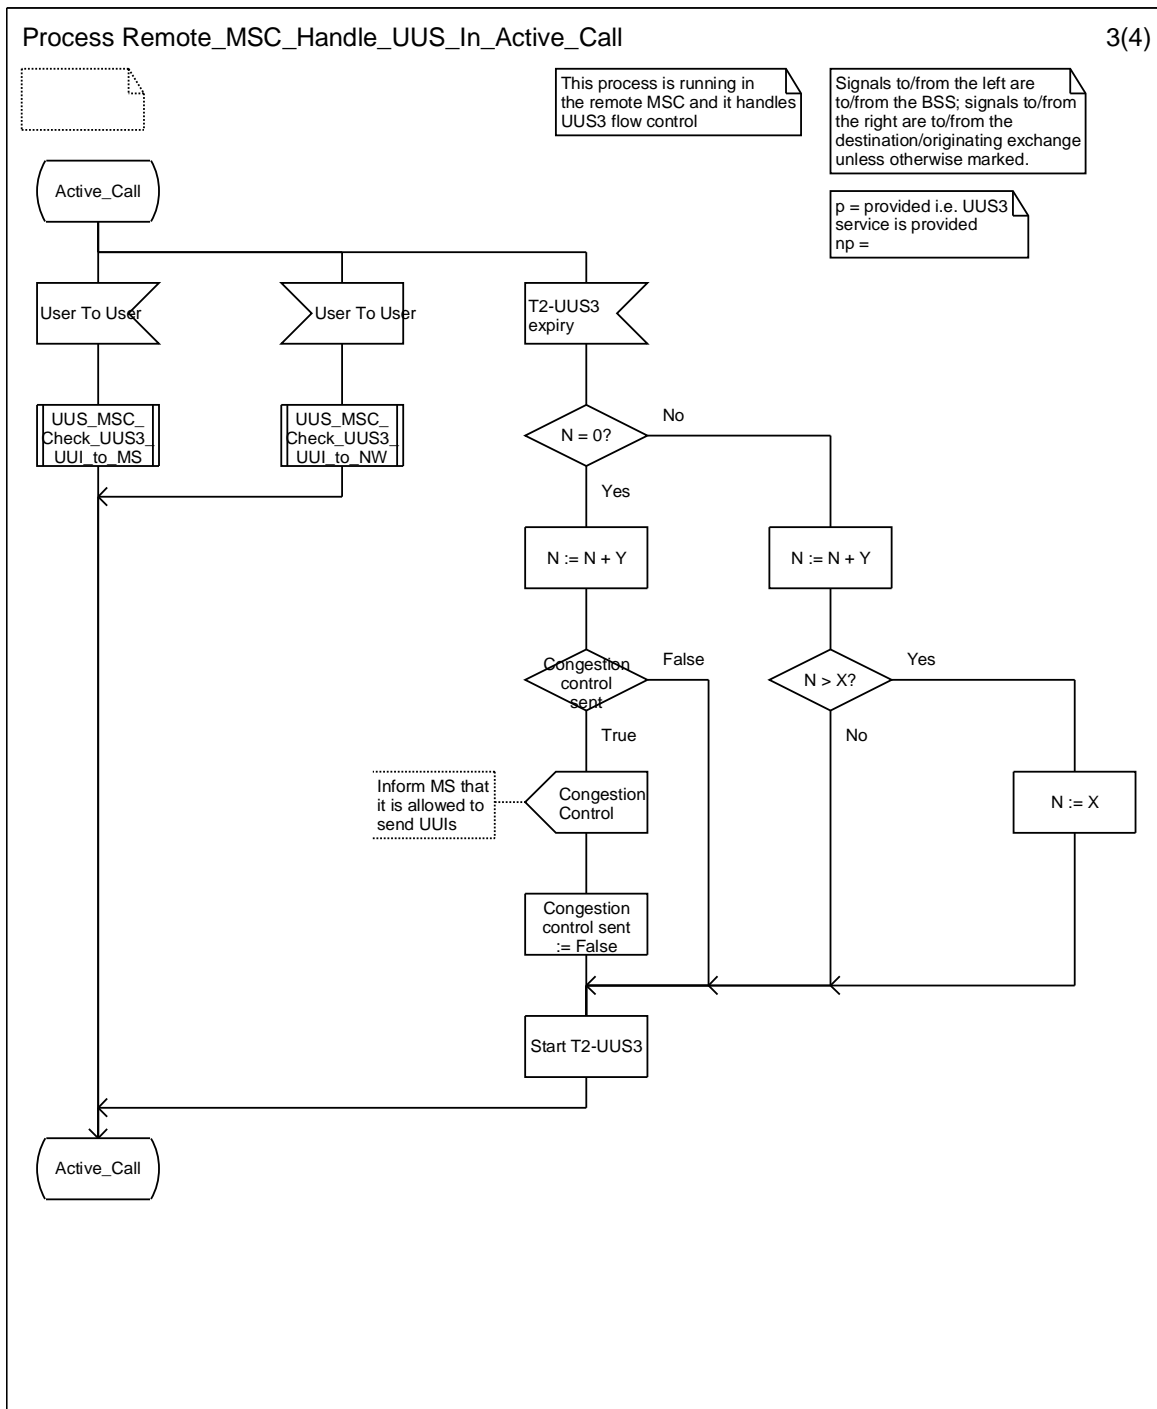 Process Remote_MSC_Handle_UUS_In_Active_Call
3(4)
This process is running in
the remote MSC and it handles
UUS3 flow control
Signals to/from the left are
to/from the BSS; signals to/from
the right are to/from the
destination/originating exchange
unless otherwise marked.
p = provided i.e. UUS3
service is provided
np =
Active_Call
User To User
User To User
T2-UUS3
expiry
UUS_MSC_
Check_UUS3_
UUI_to_MS
UUS_MSC_
Check_UUS3_
UUI_to_NW
N = 0?
No
Yes
N := N + Y
N := N + Y
Congestion
control
sent
False
True
N > X?
Yes
No
Inform MS that
it is allowed to
send UUIs
Congestion
Control
N := X
Congestion
control sent
:= False
Start T2-UUS3
Active_Call